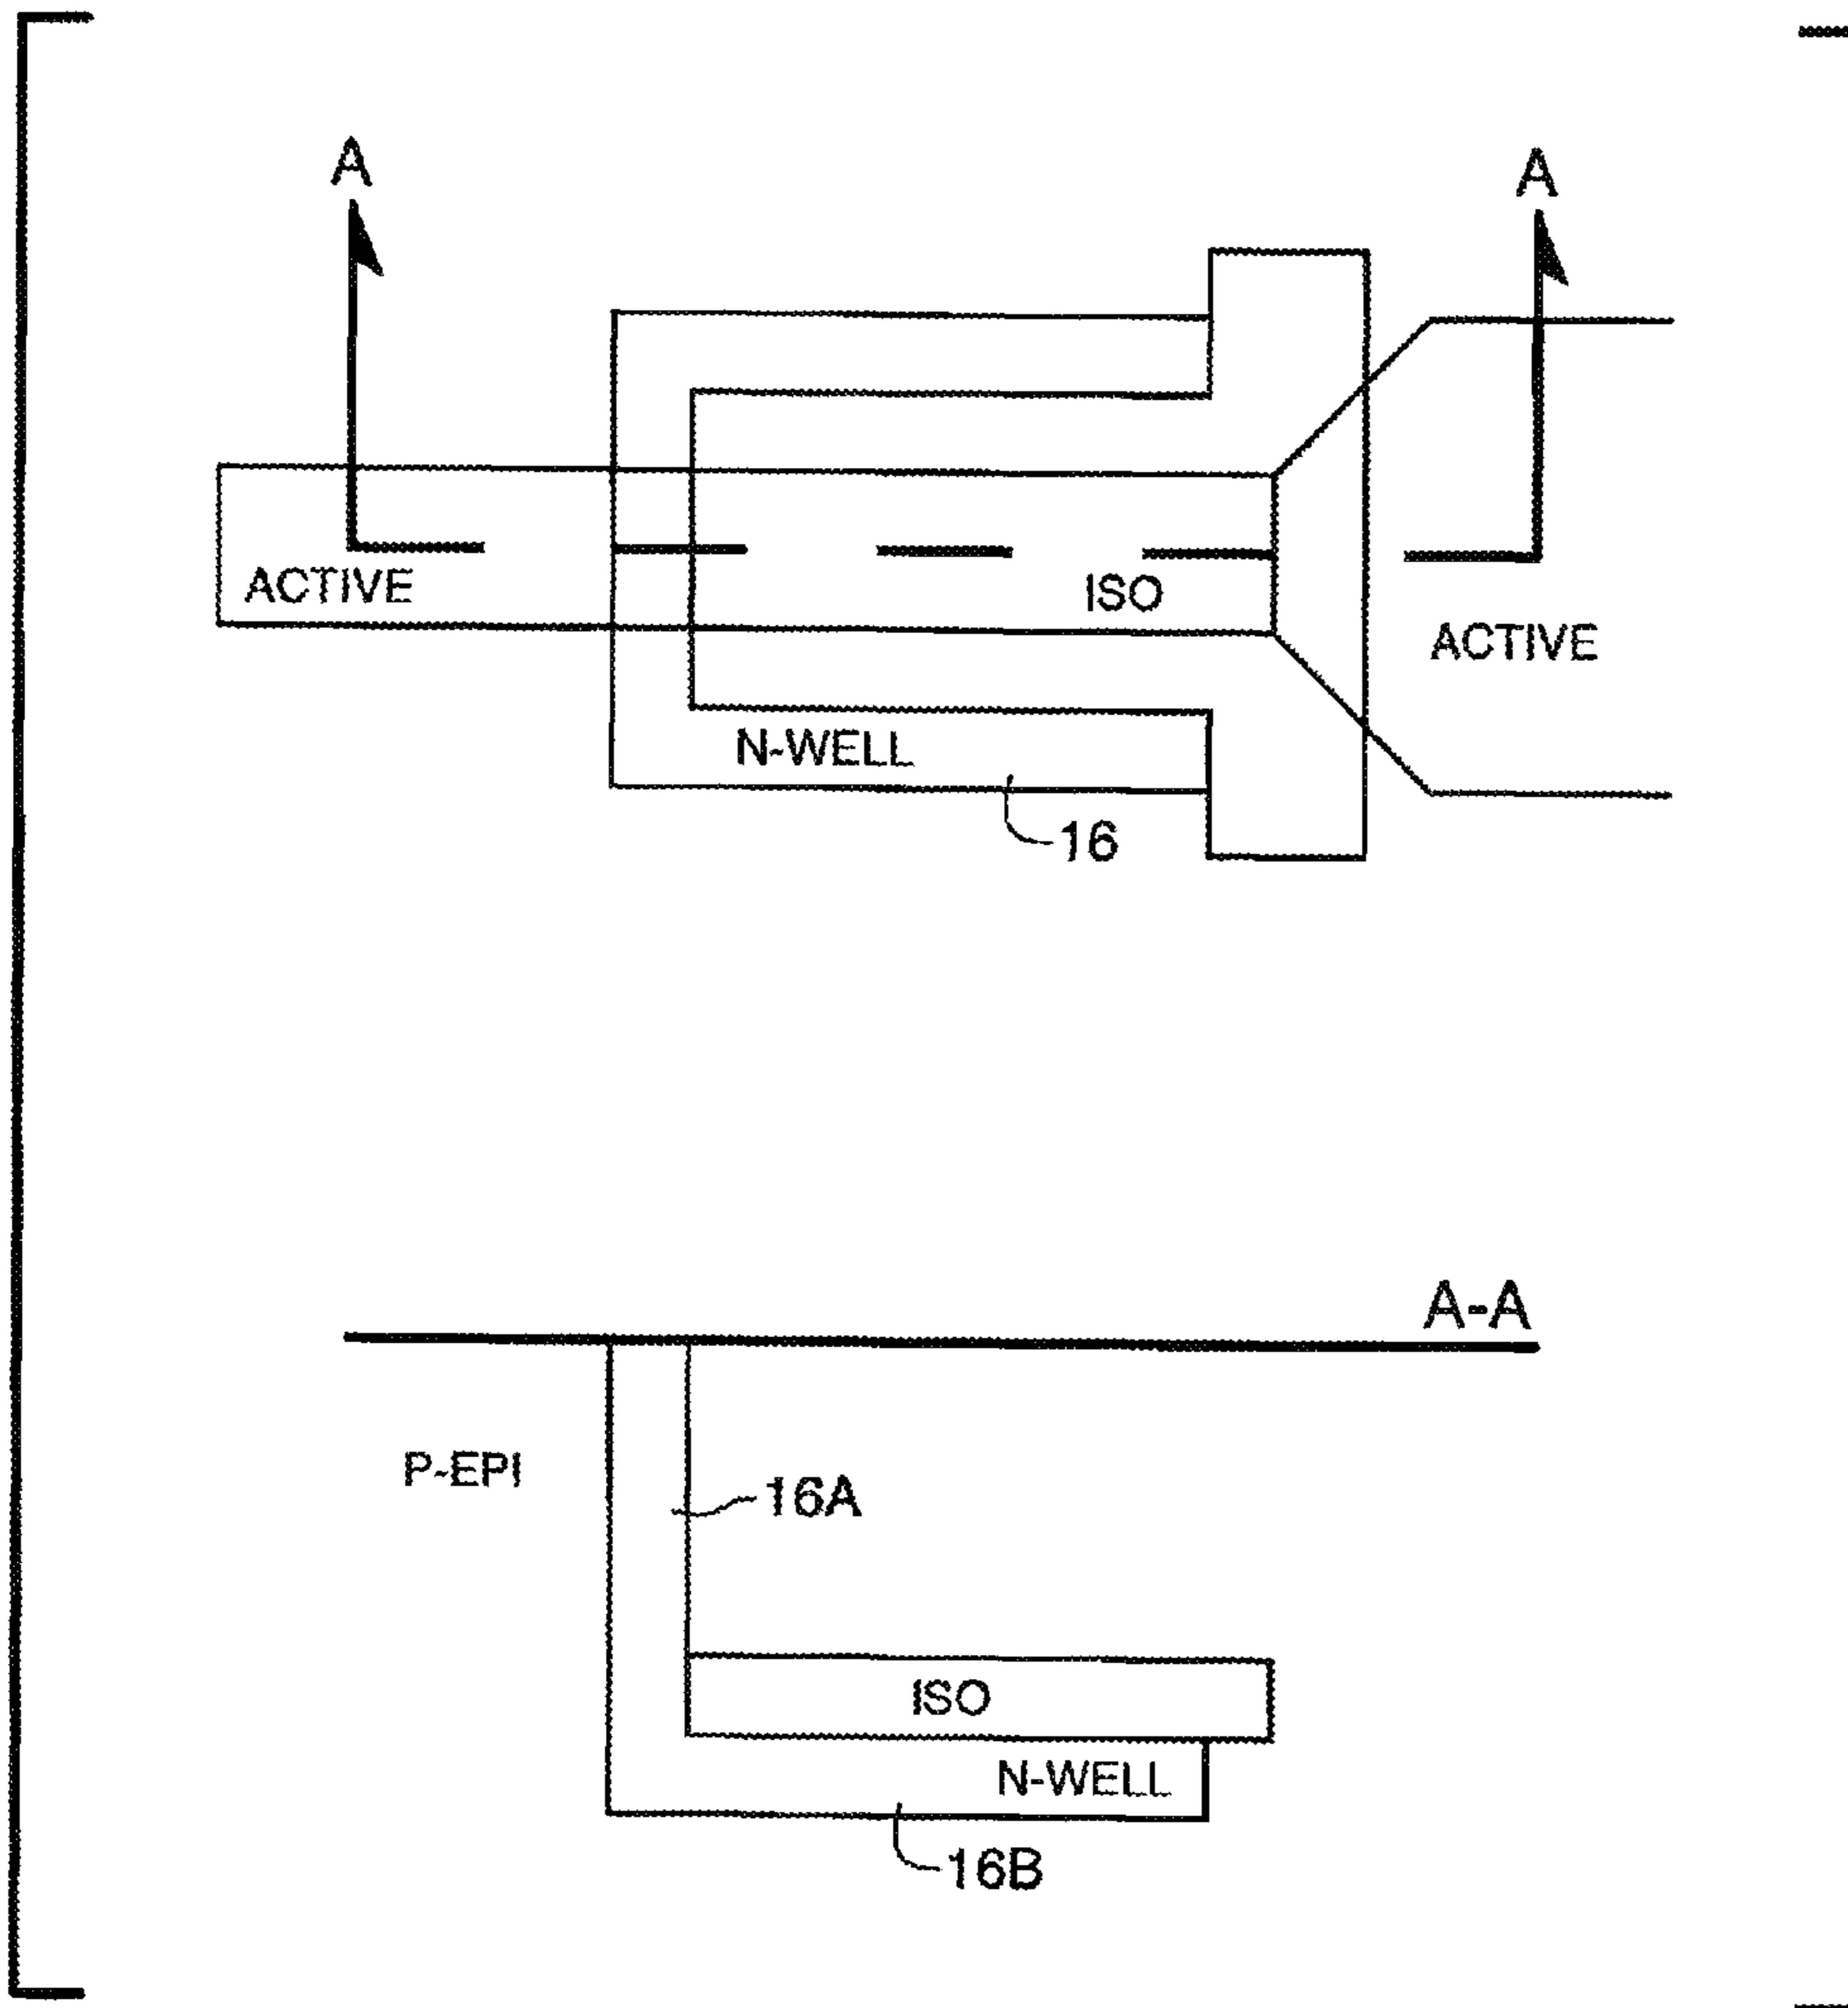 A
A
ACTIVE
ISO
ACTIVE
N-WELL
16
A-A
P-EPI
16A
ISO
N-WELL
16B